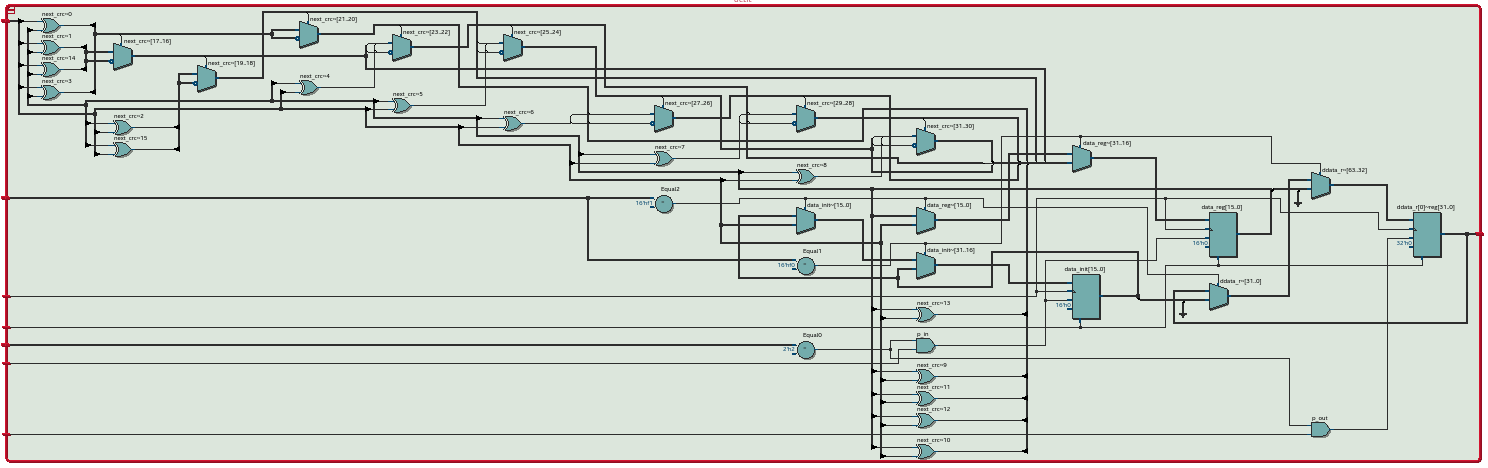 next_crc~0
next_crc~1
next_crc~14
next_crc~3
next_crc~[17..16]
next_crc~[19..18]
next_crc~2
next_crc~15
next_crc~[21..20]
next_crc~[23..22]
next_crc~[25..24]
next_crc~4
next_crc~5
next_crc~6
next_crc~[27..26]
next_crc~[29..28]
next_crc~[31..30]
next_crc~7
next_crc~8
data_reg~[31..16]
ddata_r~[63..32]
Equal2
16'hf1
data_init~[15..0]
data_reg~[15..0]
data_reg[15..0]
16'h0
ddata_r[0]~reg[31..0]
32'h0
Equal1
16'hf0
data_init~[31..16]
data_init[15..0]
16'h0
ddata_r~[31..0]
next_crc~13
Equal0
2'h2
p_in
next_crc~9
next_crc~11
next_crc~12
next_crc~10
p_out